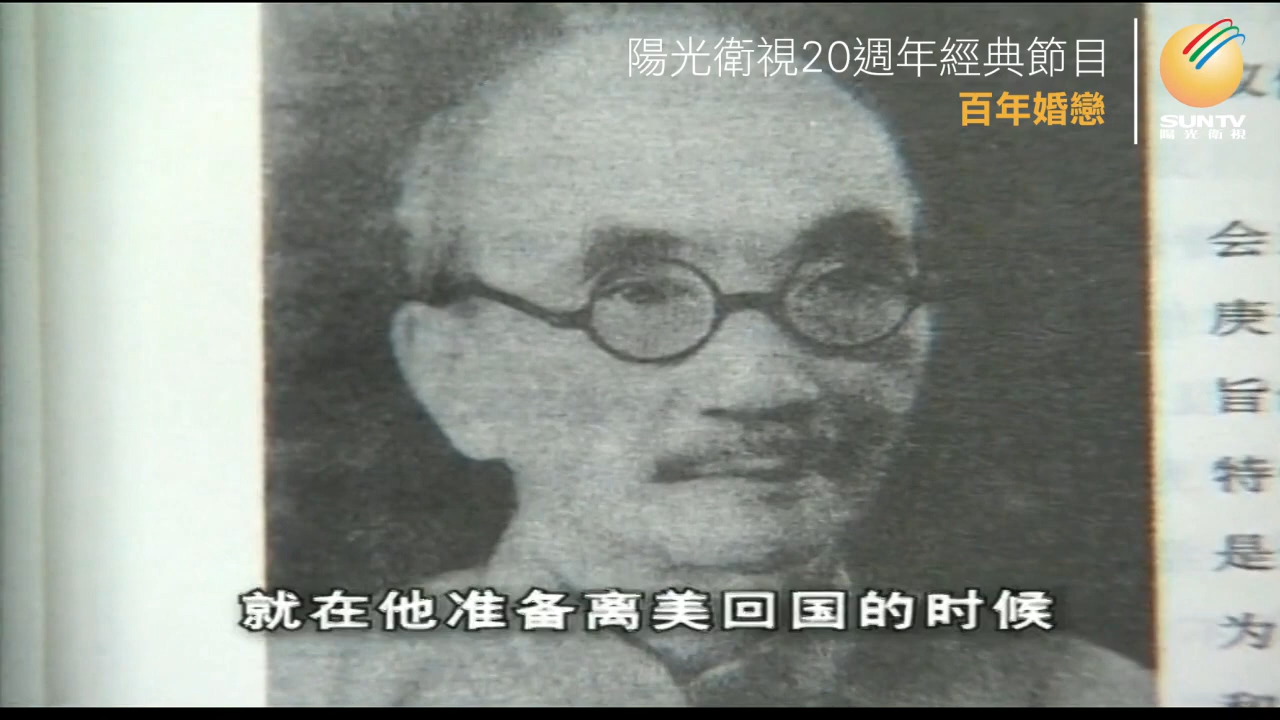 陽光衛視20週年經典節目
百年婚戀
SUNTV
陽光衛視
会
庚
旨
特
是
为
和
就在他准备离美回国的时候